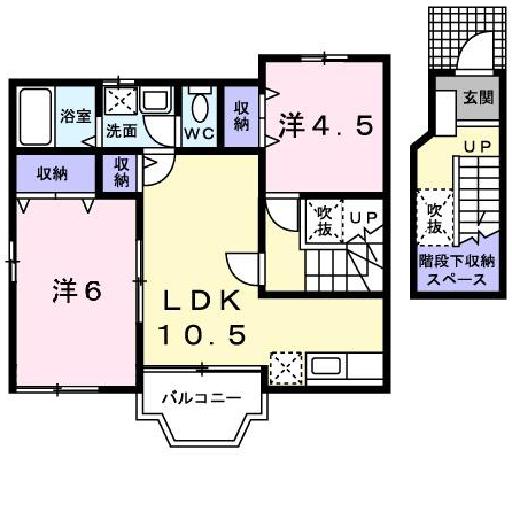 浴室
洗面
WC
収納
洋4.5
玄関
UP
収納
収納
吹抜
UP
吹抜
洋6
LDK
10.5
階段下収納
スペース
バルコニー